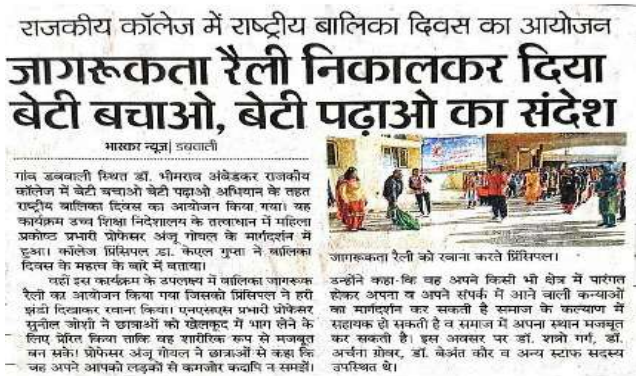 राजकीय कॉलेज में राष्ट्रीय बालिका दिवस का आयोजन
जागरूकता रैली निकालकर दिया
बेटी बचाओ, बेटी पढ़ाओ का संदेश
भास्कर न्यूज | डबवाली
गांव डबवाली स्थित डॉ. भीमराव अंबेडकर राजकीय
कॉलेज में बेटी बचाओ बेटी पढ़ाओ अभियान के तहत
राष्ट्रीय बालिका दिवस का आयोजन किया गया। यह
कार्यक्रम उच्च शिक्षा निदेशालय के तत्वाधान में महिला
प्रकोष्ठ प्रभारी प्रोफेसर अंजू गोयल के मार्गदर्शन में
हुआ। कॉलेज प्रिंसिपल डा. केएल गुप्ता ने बालिका
दिवस के महत्व के बारे में बताया।
वहीं इस कार्यक्रम के उपलक्ष्य में बालिका जागरूक
रैली का आयोजन किया गया जिसको प्रिंसिपल ने हरी
झंडी दिखाकर रवाना किया। एनएसएस प्रभारी प्रोफेसर
सुनील जोशी ने छात्राओं को खेलकूद में भाग लेने के
लिए प्रेरित किया ताकि वह शारीरिक रूप से मजबूत
बन सके। प्रोफेसर अंजू गोयल ने छात्राओं से कहा कि
वह अपने आपको लड़कों से कमजोर कदापि न समझें।
जागरूकता रैली को रवाना करते प्रिंसिपल।
उन्होंने कहा कि वह अपने किसी भी क्षेत्र में पारंगत
होकर अपना व अपने संपर्क में आने वाली कन्याओं
का मार्गदर्शन कर सकती है समाज के कल्याण में
सहायक हो सकती है व समाज में अपना स्थान मजबूत
कर सकती है। इस अवसर पर डॉ. शन्नो गर्ग, डॉ.
अर्चना ग्रोवर, डॉ. बेअंत कौर व अन्य स्टाफ सदस्य
उपस्थित थे।